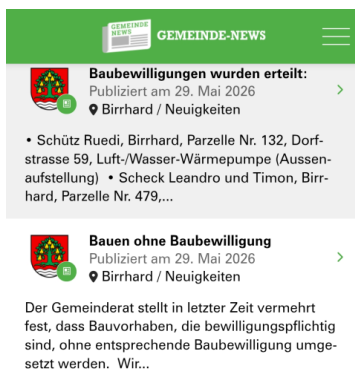 GEMEINDE
NEWS
GEMEINDE-NEWS
Baubewilligungen wurden erteilt:
Publiziert am 29. Mai 2026
Birrhard / Neuigkeiten
• Schütz Ruedi, Birrhard, Parzelle Nr. 132, Dorf-
strasse 59, Luft-/Wasser-Wärmepumpe (Aussen-
aufstellung) • Scheck Leandro und Timon, Birr-
hard, Parzelle Nr. 479,...
Bauen ohne Baubewilligung
Publiziert am 29. Mai 2026
Birrhard / Neuigkeiten
Der Gemeinderat stellt in letzter Zeit vermehrt
fest, dass Bauvorhaben, die bewilligungspflichtig
sind, ohne entsprechende Baubewilligung umge-
setzt werden. Wir...